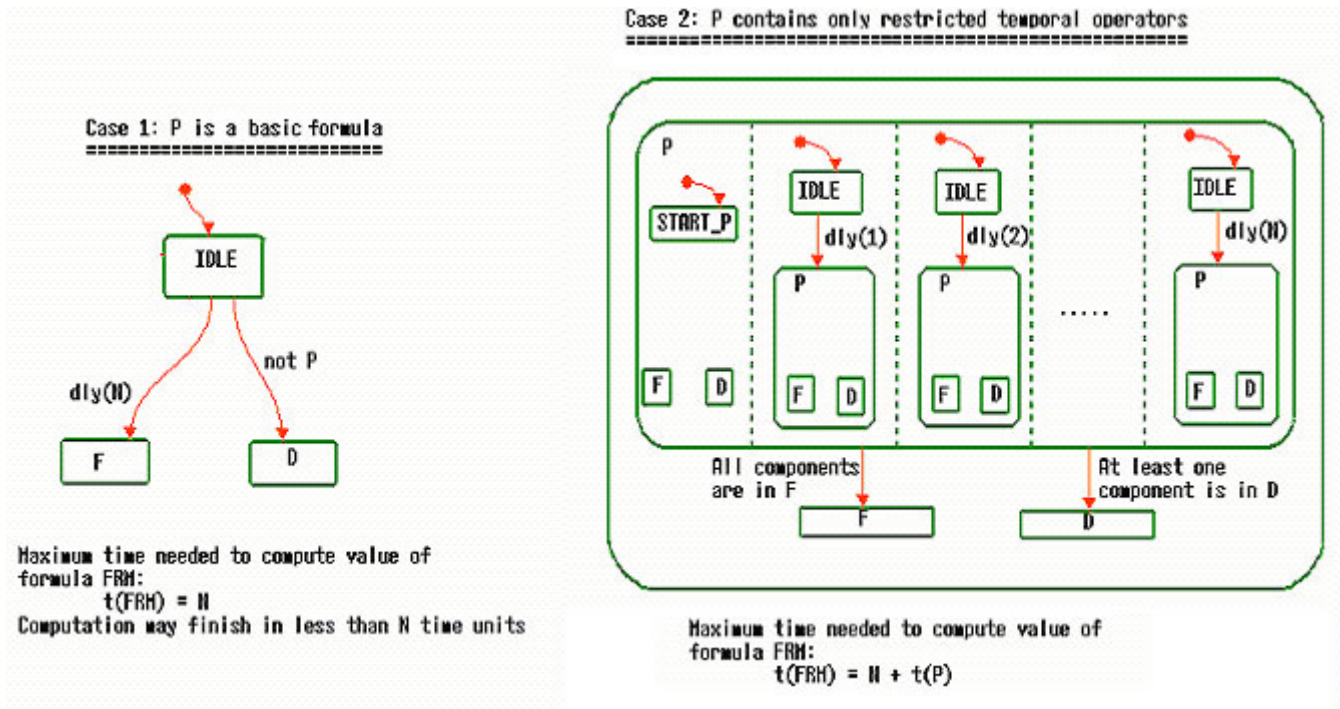 Case 1: P is a basic formula
IDLE
dly(N)
not P
F
D
Maximum time needed to compute value of
formula FRM:
t(FRM) = N
Computation may finish in less than N time units
Case 2: P contains only restricted temporal operators
P
START_P
F
D
IDLE
dly(1)
P
F
D
IDLE
dly(2)
P
F
D
.....
IDLE
dly(N)
P
F
D
All components
are in F
At least one
component is in D
F
D
Maximum time needed to compute value of
formula FRM:
t(FRM) = N + t(P)